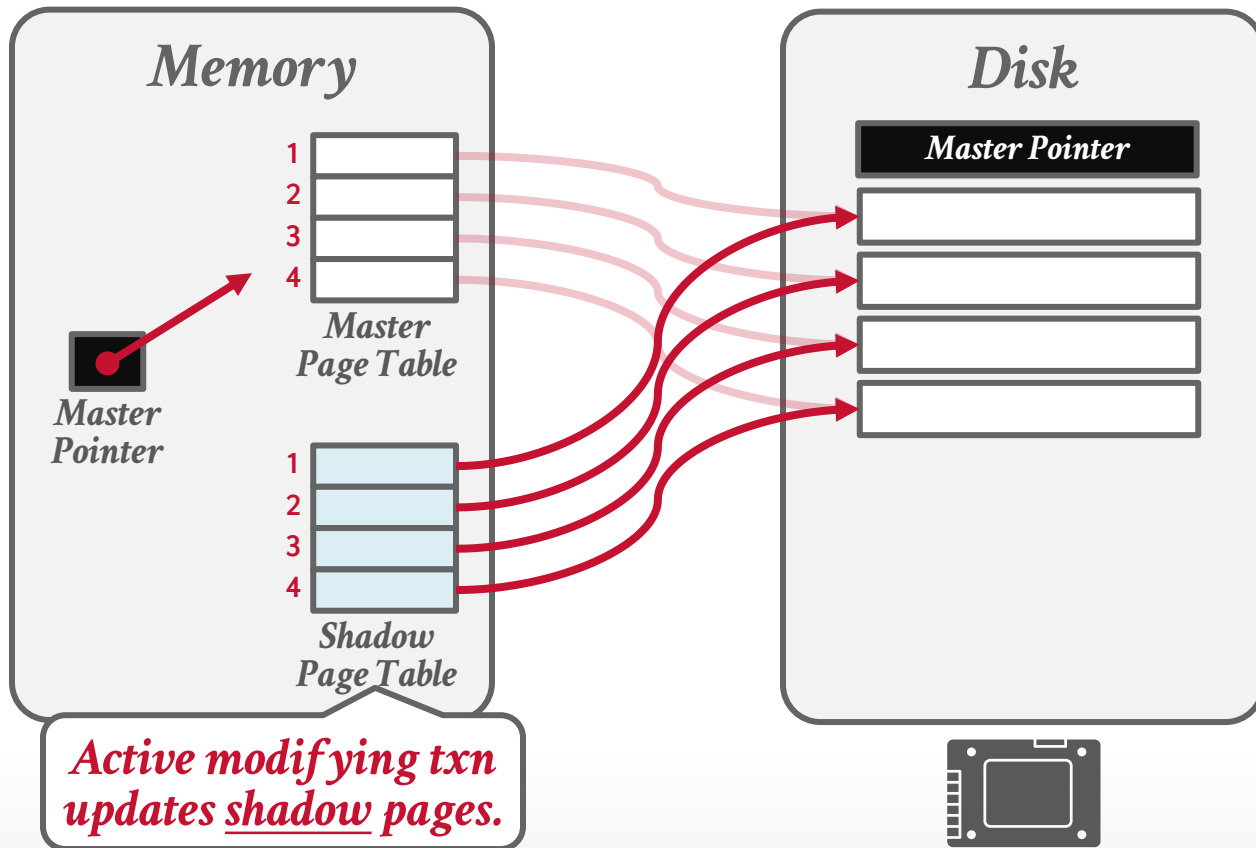 Memory
1
2
3
4
Master
Page Table
Master
Pointer
1
2
3
4
Shadow
Page Table
Active modifying txn
updates shadow pages.
Disk
Master Pointer